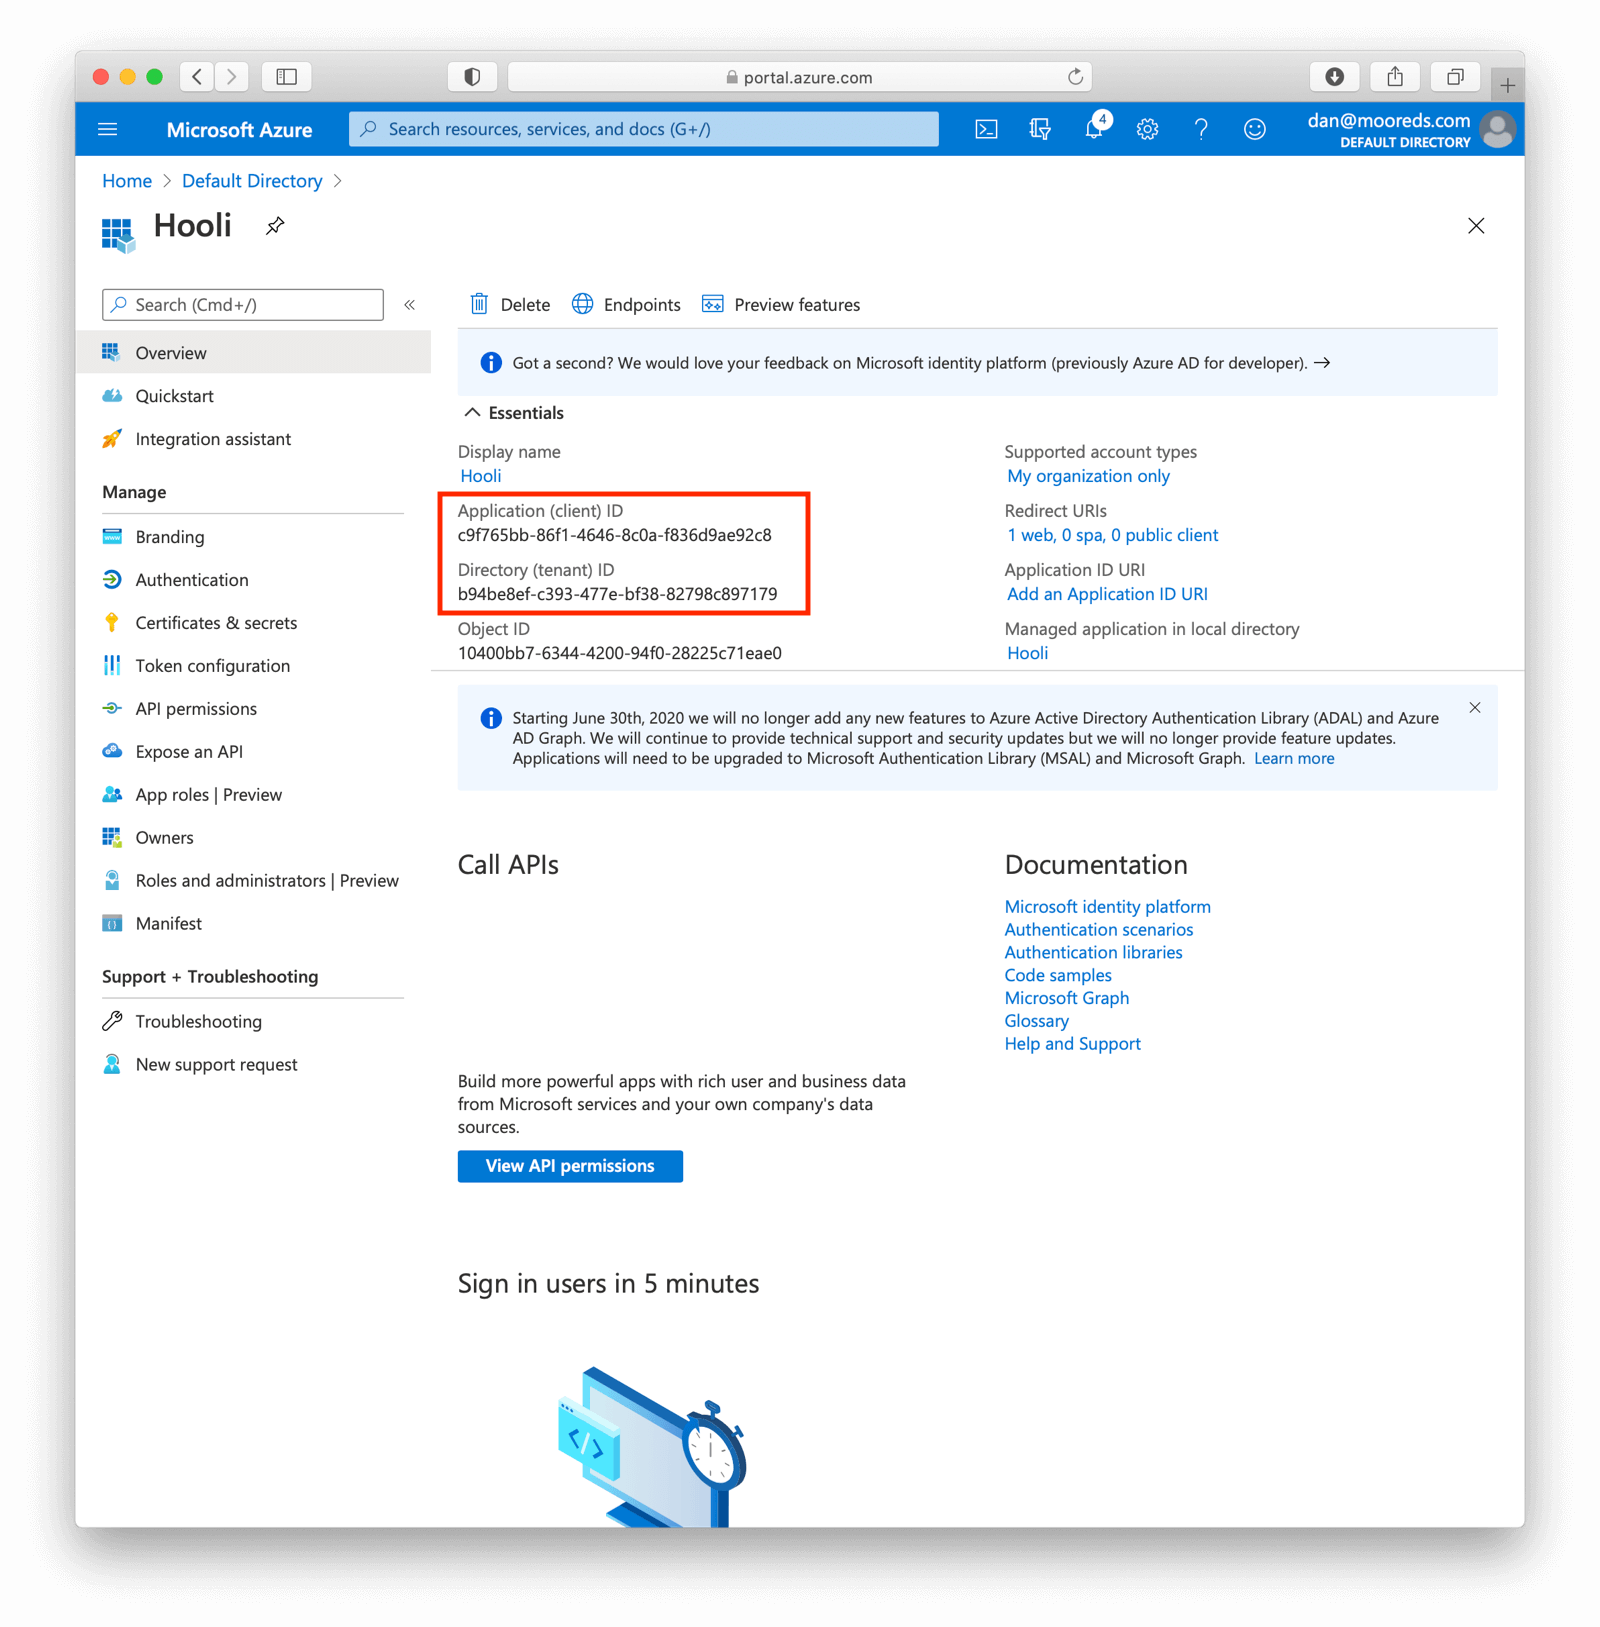 portal.azure.com
Microsoft Azure
Search resources, services, and docs (G+/)
4
dan@mooreds.com
DEFAULT DIRECTORY
Home > Default Directory >
Hooli
Search (Cmd+/)
«
Overview
Quickstart
Integration assistant
Manage
Branding
Authentication
Certificates & secrets
Token configuration
API permissions
Expose an API
App roles | Preview
Owners
Roles and administrators | Preview
Manifest
Support + Troubleshooting
Troubleshooting
New support request
Delete
Endpoints
Preview features
Got a second? We would love your feedback on Microsoft identity platform (previously Azure AD for developer). →
Essentials
Display name
Hooli
Application (client) ID
c9f765bb-86f1-4646-8c0a-f836d9ae92c8
Directory (tenant) ID
b94be8ef-c393-477e-bf38-82798c897179
Object ID
10400bb7-6344-4200-94f0-28225c71eae0
Supported account types
My organization only
Redirect URIs
1 web, 0 spa, 0 public client
Application ID URI
Add an Application ID URI
Managed application in local directory
Hooli
Starting June 30th, 2020 we will no longer add any new features to Azure Active Directory Authentication Library (ADAL) and Azure
AD Graph. We will continue to provide technical support and security updates but we will no longer provide feature updates.
Applications will need to be upgraded to Microsoft Authentication Library (MSAL) and Microsoft Graph. Learn more
Call APIs
Build more powerful apps with rich user and business data
from Microsoft services and your own company's data
sources.
View API permissions
Documentation
Microsoft identity platform
Authentication scenarios
Authentication libraries
Code samples
Microsoft Graph
Glossary
Help and Support
Sign in users in 5 minutes
</>